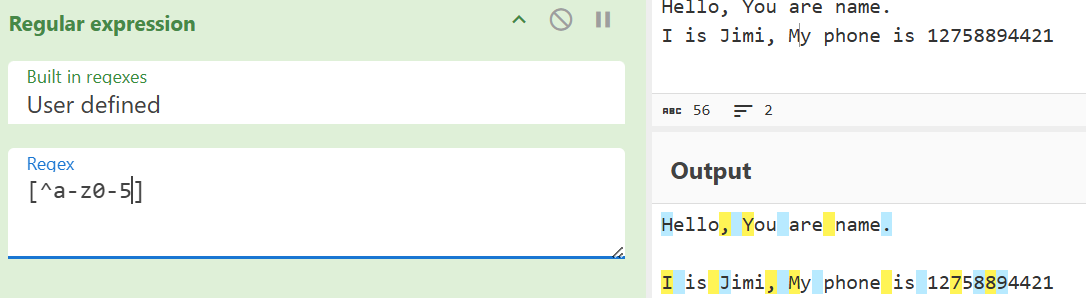 Regular expression
Built in regexes
User defined
Regex
[^a-z0-5]
Hello, You are name.
I is Jimi, My phone is 12758894421
ABC 56 2
Output
Hello, You are name.
I is Jimi, My phone is 12758894421